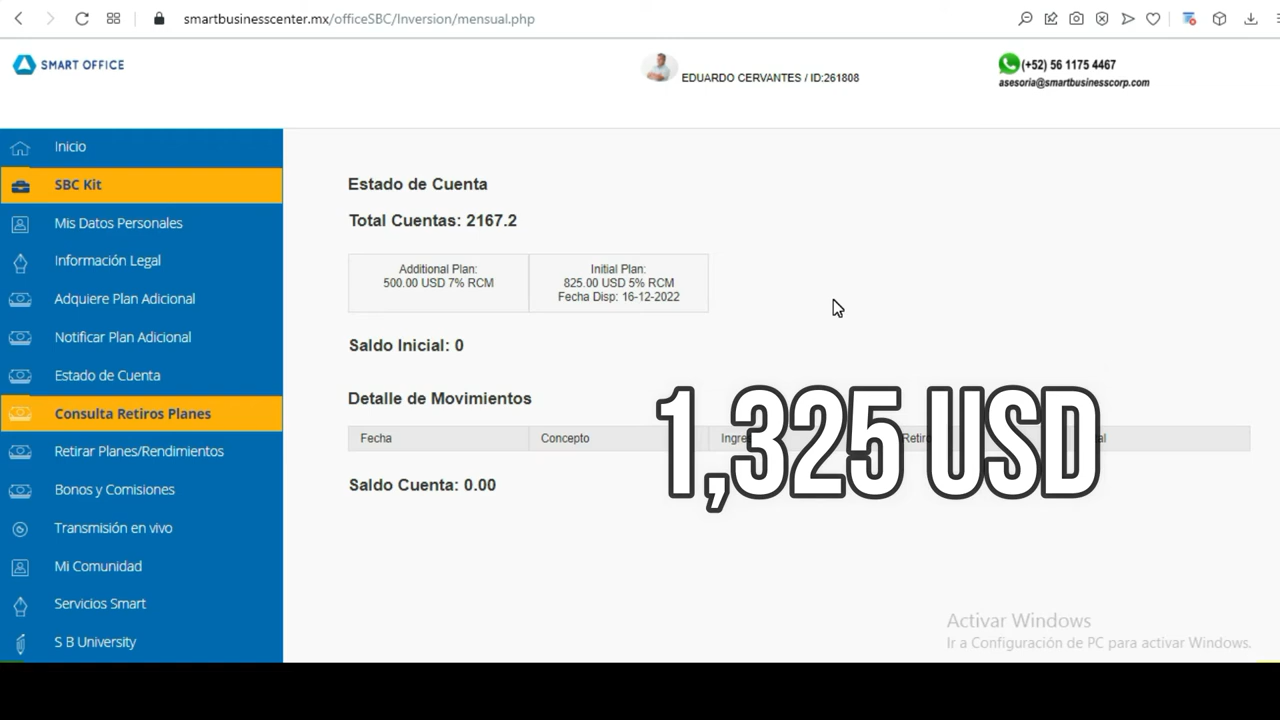 smartbusinesscenter.mx/officeSBC/Inversion/mensual.php
SMART OFFICE
EDUARDO CERVANTES / ID:261808
(+52) 56 1175 4467
asesoria@smartbusinesscorp.com
Inicio
SBC Kit
Mis Datos Personales
Información Legal
Adquiere Plan Adicional
Notificar Plan Adicional
Estado de Cuenta
Consulta Retiros Planes
Retirar Planes/Rendimientos
Bonos y Comisiones
Transmisión en vivo
Mi Comunidad
Servicios Smart
S B University
Estado de Cuenta
Total Cuentas: 2167.2
Additional Plan:
500.00 USD 7% RCM
Initial Plan:
825.00 USD 5% RCM
Fecha Disp: 16-12-2022
Saldo Inicial: 0
Detalle de Movimientos
Fecha Concepto
Saldo Cuenta: 0.00
1,325 USD
Activar Windows
Ir a Configuración de PC para activar Windows.